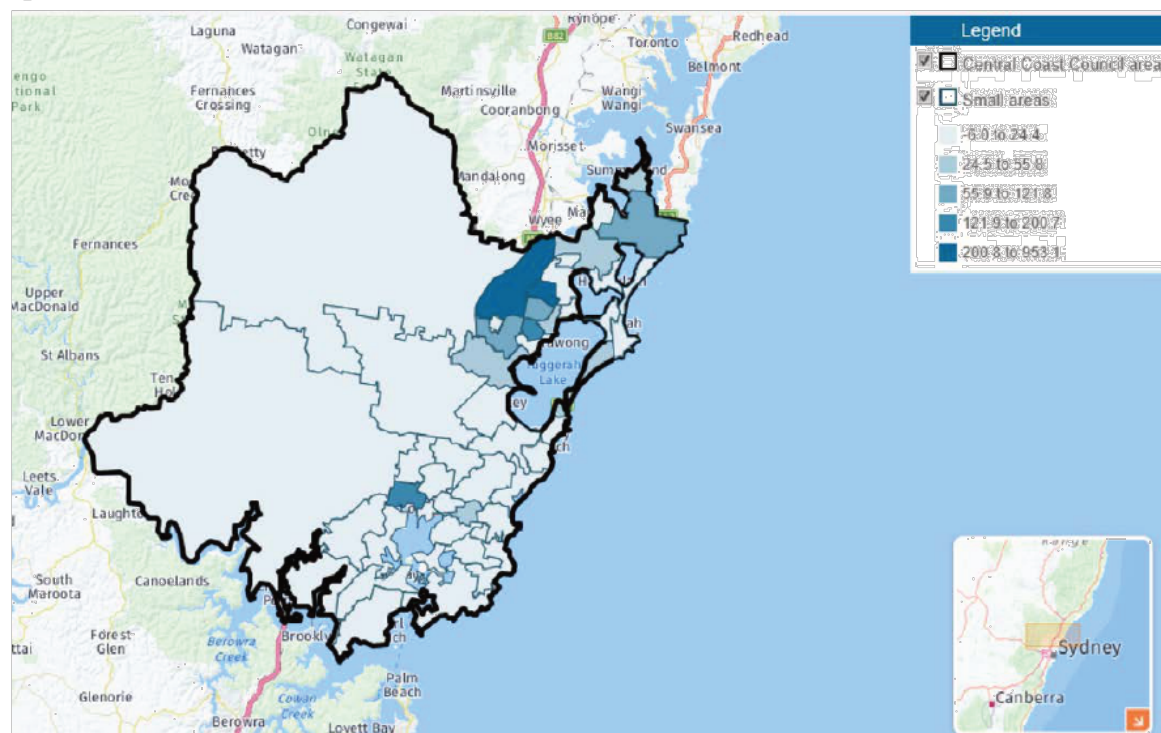 Laguna
Congewai
Watagan
Toronto
Redhead
B82
Belmont
Watagan
State
Fernances
Crossing
Martinsville
Cooranbong
Wangi
Wangi
Morisset
Swansea
Mandalong
Wyee
Fernances
Upper
MacDonald
St Albans
Tuggerah
Lake
Lower
Leets
Vale
South
Maroota
Canoelands
Forest
Glen
Berowra
Creek
Glenorie
Cowan
Creek
Palm
Beach
Berowra
Lovett Bay
Legend
Central Coast Council area
Small areas
-6.0 to 24.4
24.5 to 55.8
55.9 to 121.8
121.9 to 200.7
200.8 to 953.1
Sydney
Canberra